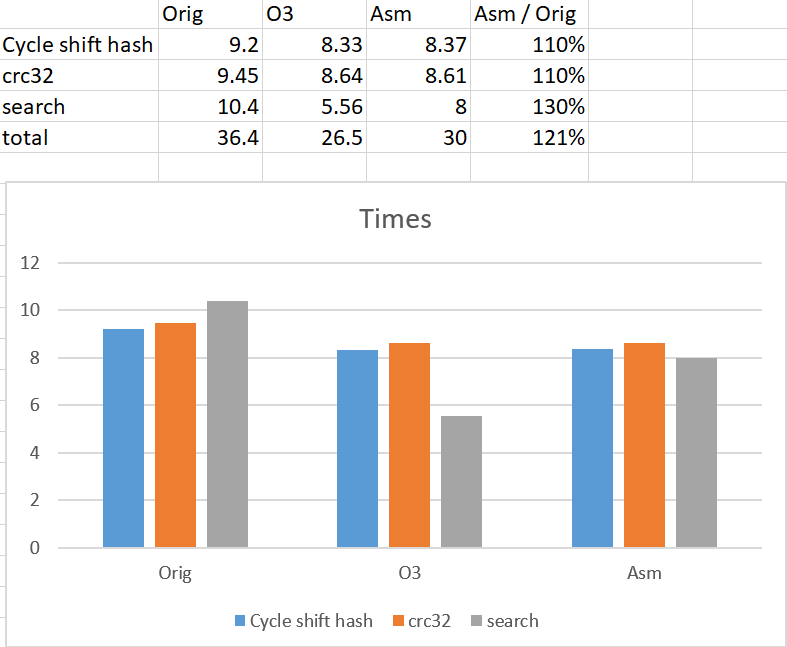 Orig O3 Asm Asm / Orig
Cycle shift hash 9.2 8.33 8.37 110%
crc32 9.45 8.64 8.61 110%
search 10.4 5.56 8 130%
total 36.4 26.5 30 121%
Times
12
10
8
6
4
2
0
Orig O3 Asm
Cycle shift hash crc32 search